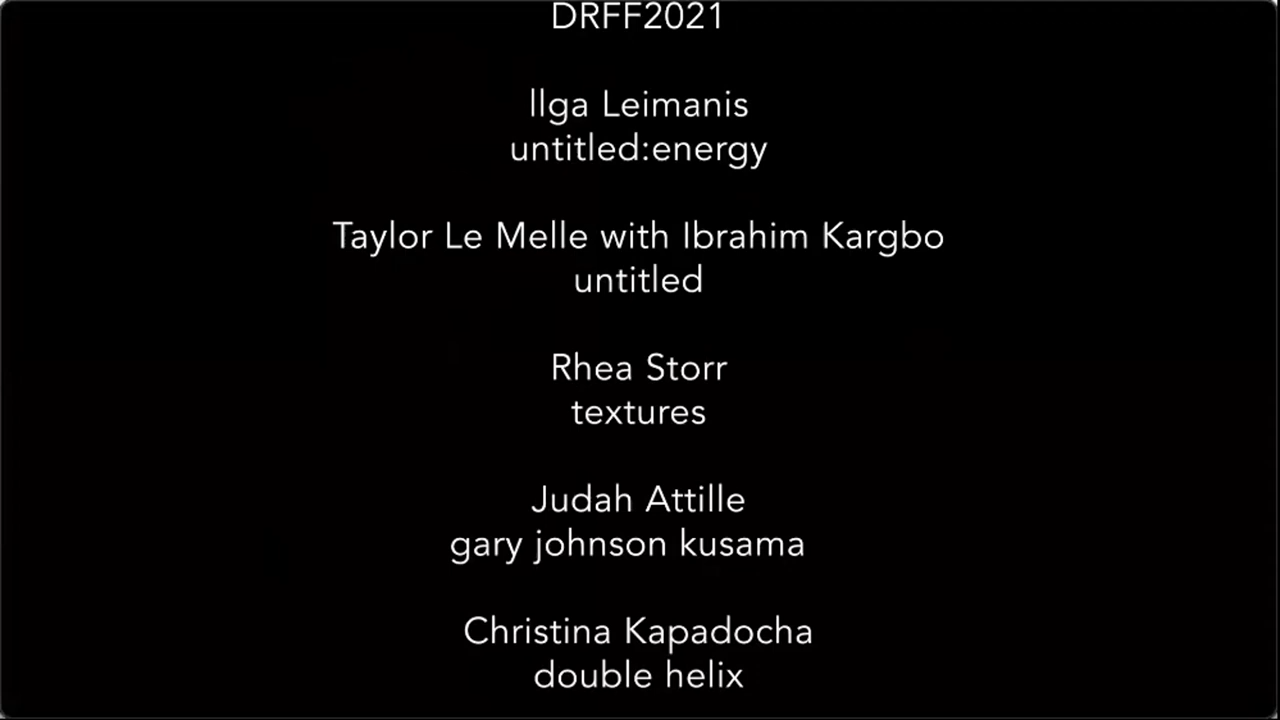 DRFF2021
Ilga Leimanis
untitled:energy
Taylor Le Melle with Ibrahim Kargbo
untitled
Rhea Storr
textures
Judah Attille
gary johnson kusama
Christina Kapadocha
double helix